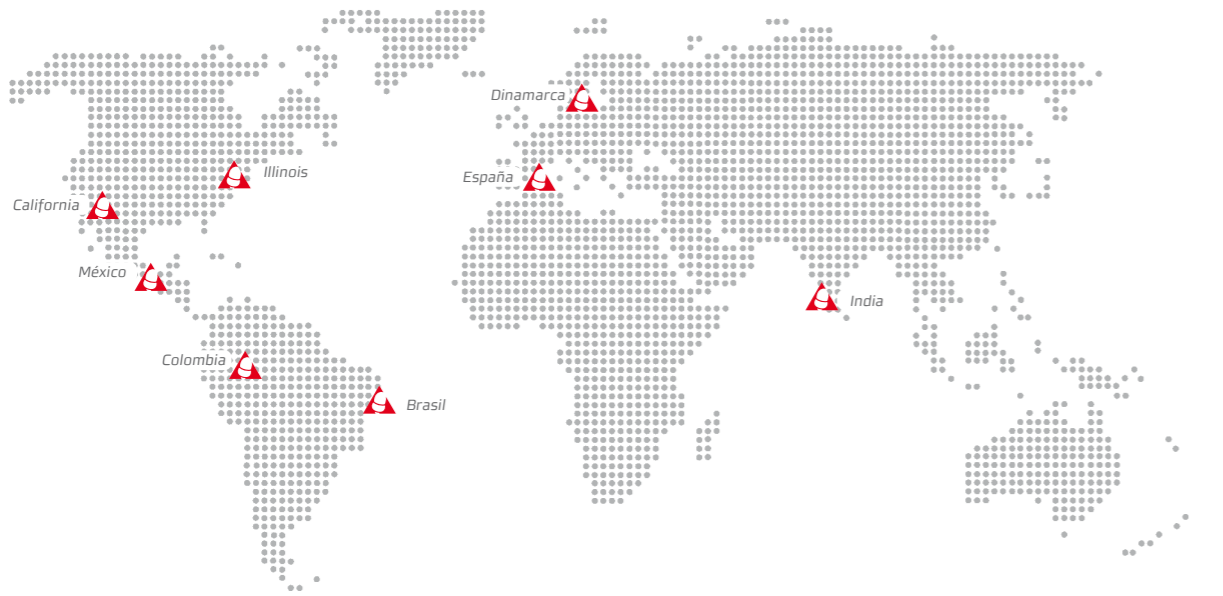 Dinamarca
Illinois
España
California
México
India
Colombia
Brasil